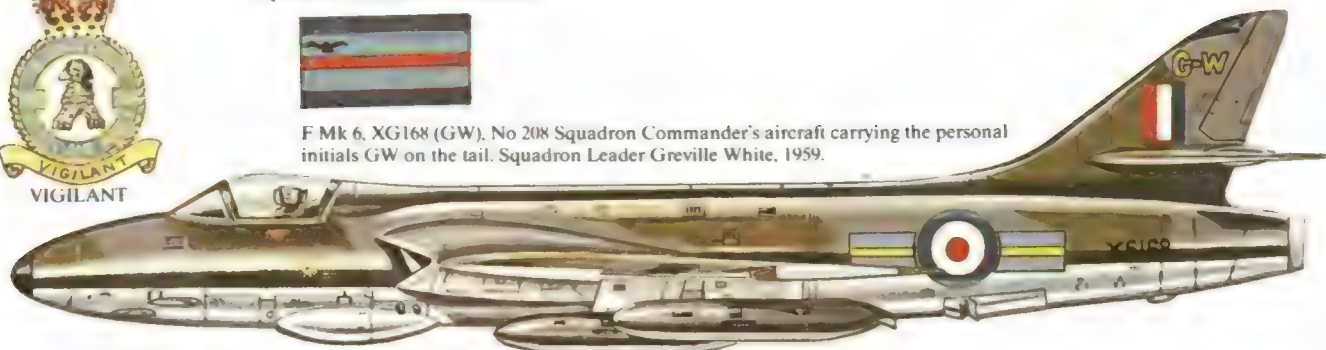 VIGILANT
VIGILANT
F Mk 6, XG168 (GW), No 208 Squadron Commander's aircraft carrying the personal
initials GW on the tail. Squadron Leader Greville White, 1959.
G-W
XG168